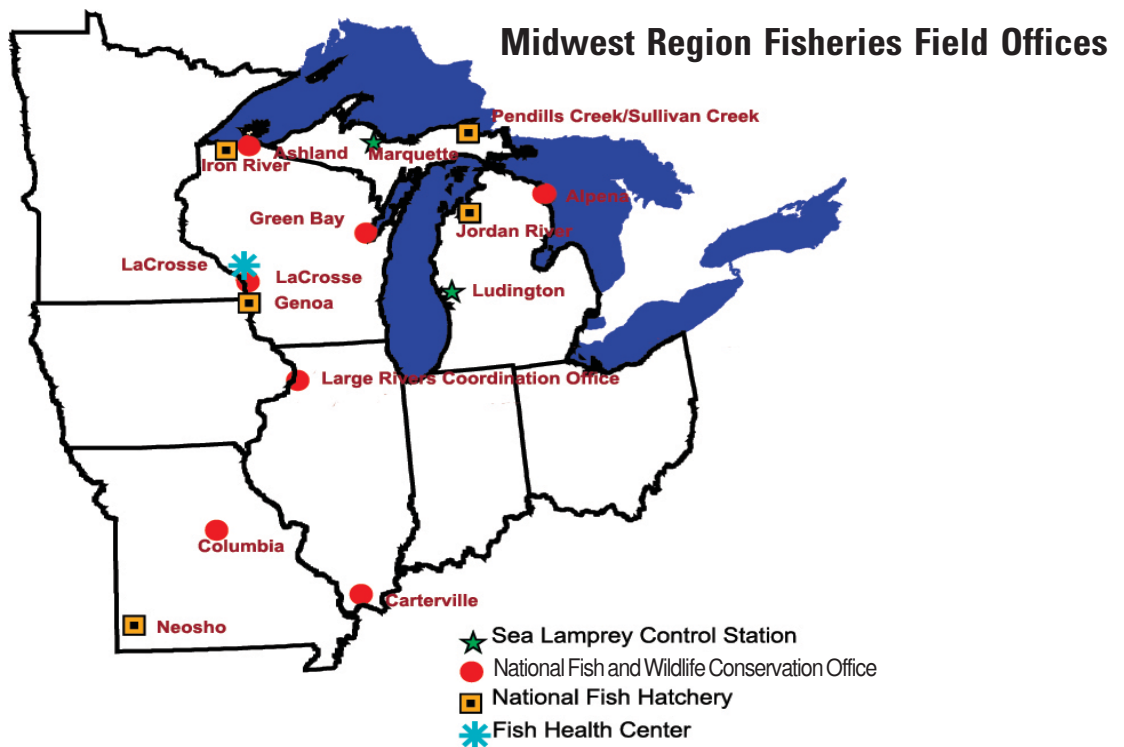 Midwest Region Fisheries Field Offices
Pendills Creek/Sullivan Creek
Ashland
Marquette
Iron River
Alpena
Green Bay
Jordan River
LaCrosse
LaCrosse
Ludington
Genoa
Large Rivers Coordination Office
Columbia
Carterville
Neosho
Sea Lamprey Control Station
National Fish and Wildlife Conservation Office
National Fish Hatchery
Fish Health Center